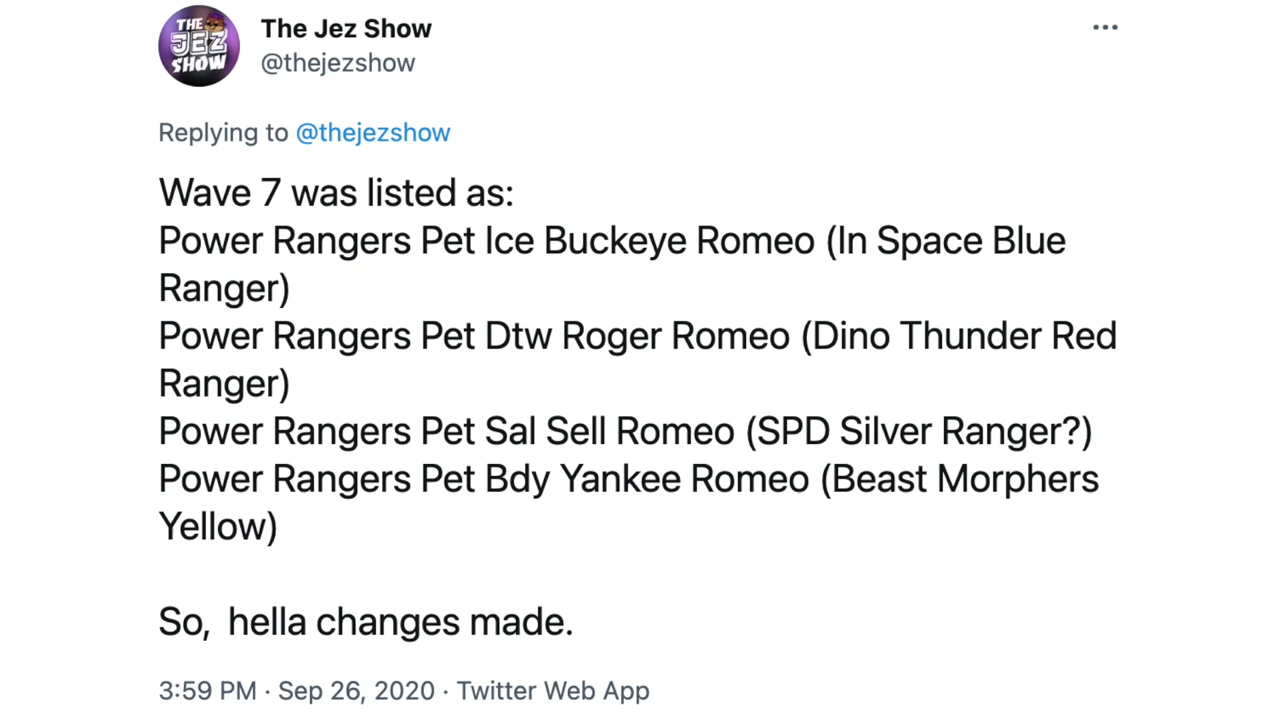 THE
JEZ
SHOW
The Jez Show
@thejezshow
Replying to @thejezshow
Wave 7 was listed as:
Power Rangers Pet Ice Buckeye Romeo (In Space Blue
Ranger)
Power Rangers Pet Dtw Roger Romeo (Dino Thunder Red
Ranger)
Power Rangers Pet Sal Sell Romeo (SPD Silver Ranger?)
Power Rangers Pet Bdy Yankee Romeo (Beast Morphers
Yellow)
So,  hella changes made.
3:59 PM · Sep 26, 2020 · Twitter Web App